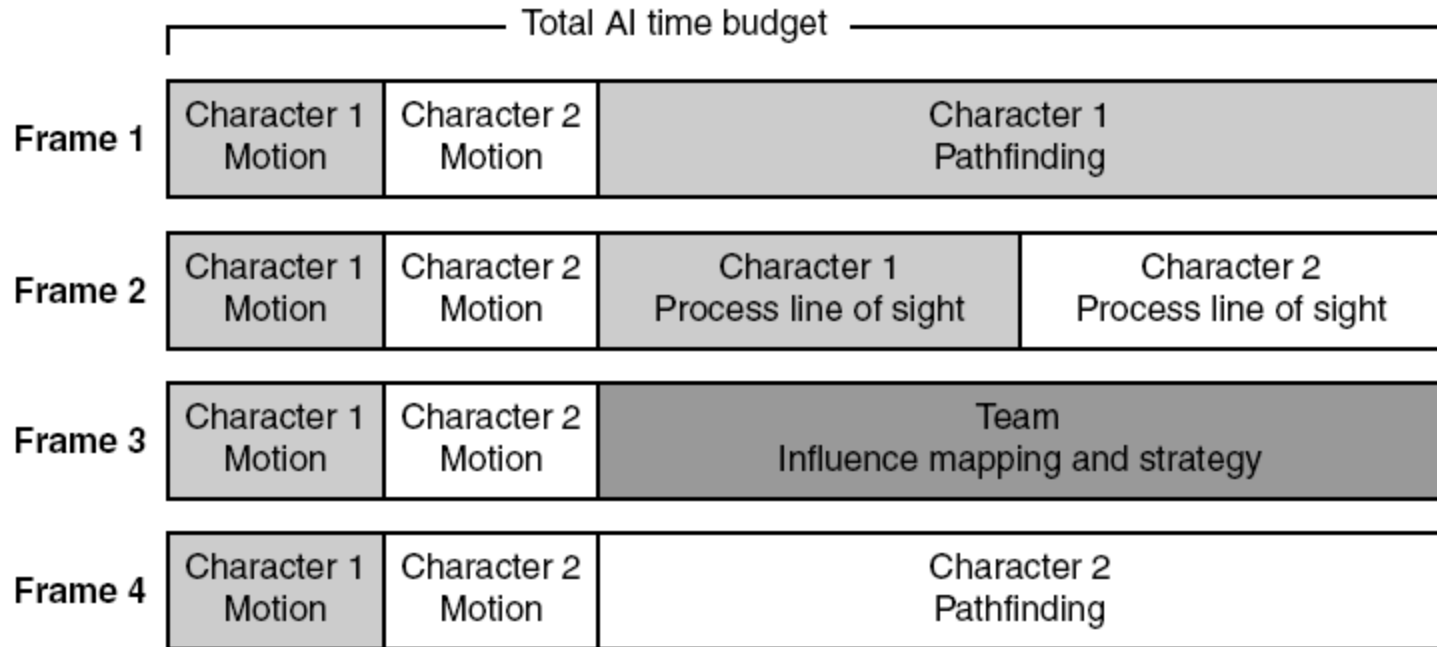 Total AI time budget
Frame 1
Character 1
Motion
Character 2
Motion
Character 1
Pathfinding
Frame 2
Character 1
Motion
Character 2
Motion
Character 1
Process line of sight
Character 2
Process line of sight
Frame 3
Character 1
Motion
Character 2
Motion
Team
Influence mapping and strategy
Frame 4
Character 1
Motion
Character 2
Motion
Character 2
Pathfinding